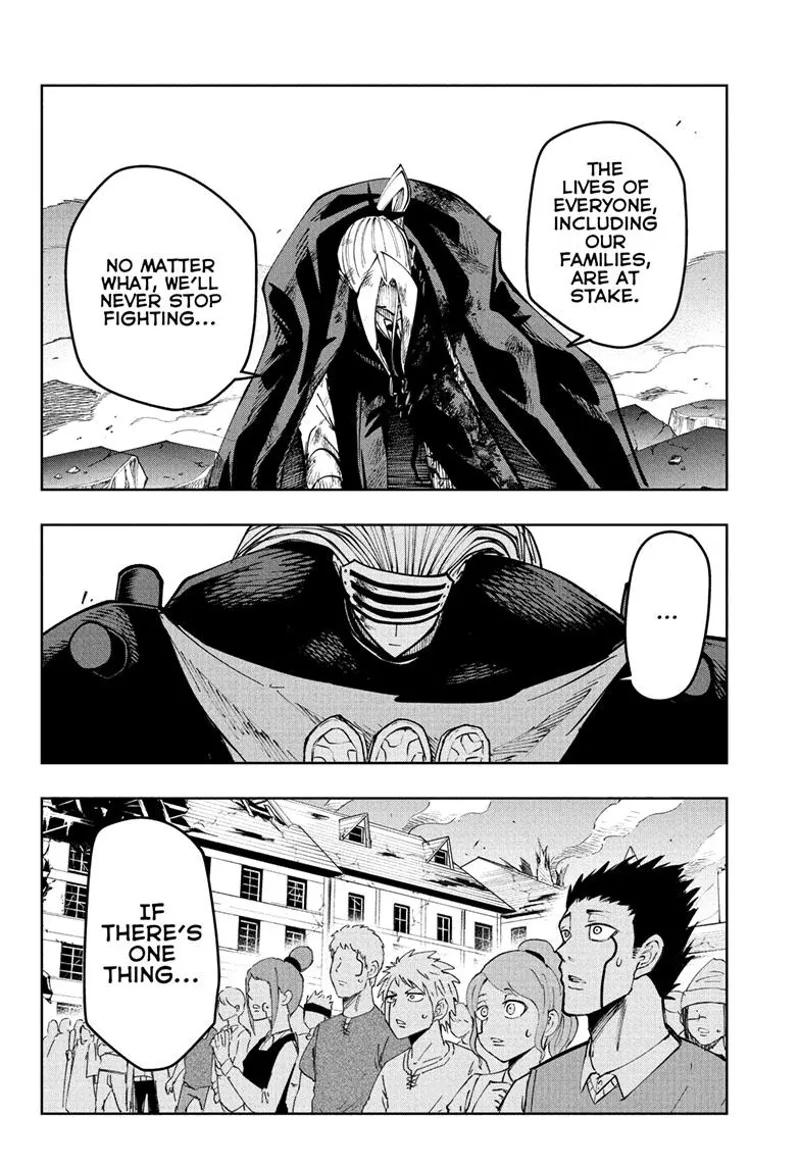 THE
LIVES OF
EVERYONE,
INCLUDING
OUR
FAMILIES,
ARE AT
STAKE.
NO MATTER
WHAT, WE'LL
NEVER STOP
FIGHTING...
...
IF
THERE'S
ONE
THING...